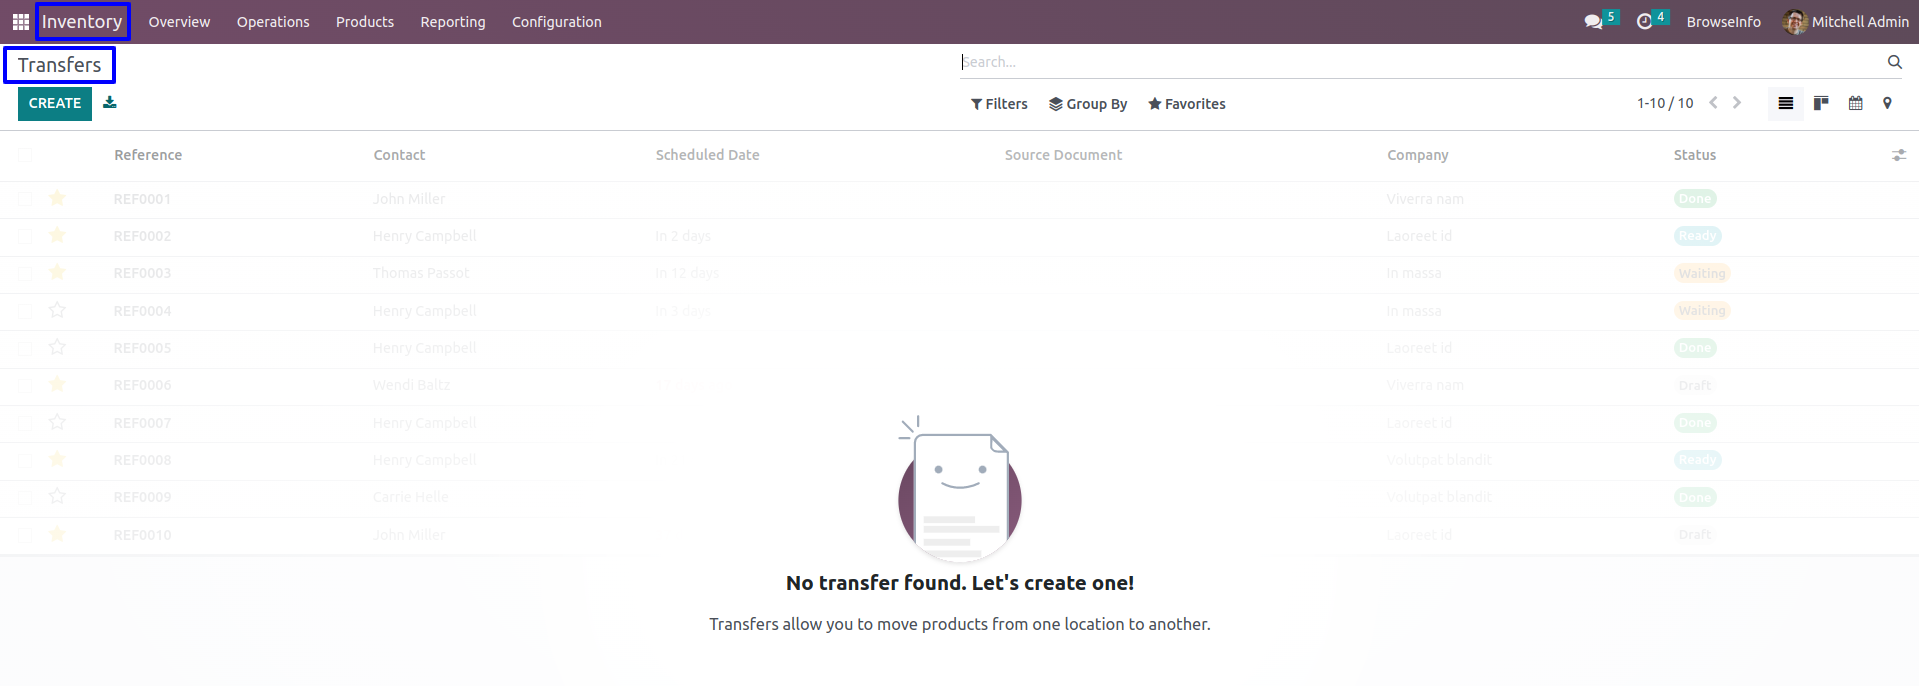 Inventory Overview Operations Products Reporting Configuration 5 4 BrowseInfo Mitchell Admin
Transfers
Search...
CREATE Filters Group By Favorites 1-10 / 10
Reference Contact Scheduled Date Source Document Company Status
REF0001 John Miller Viverra nam Done
REF0002 Henry Campbell In 2 days Laoreet id Ready
REF0003 Thomas Passot In 12 days In massa Waiting
REF0004 Henry Campbell In 3 days In massa Waiting
REF0005 Henry Campbell Laoreet id Done
REF0006 Wendi Baltz Viverra nam Draft
REF0007 Henry Campbell Laoreet id Done
REF0008 Henry Campbell Volutpat blandit Ready
REF0009 Carrie Helle Volutpat blandit Done
REF0010 John Miller Laoreet id Draft
No transfer found. Let's create one!
Transfers allow you to move products from one location to another.